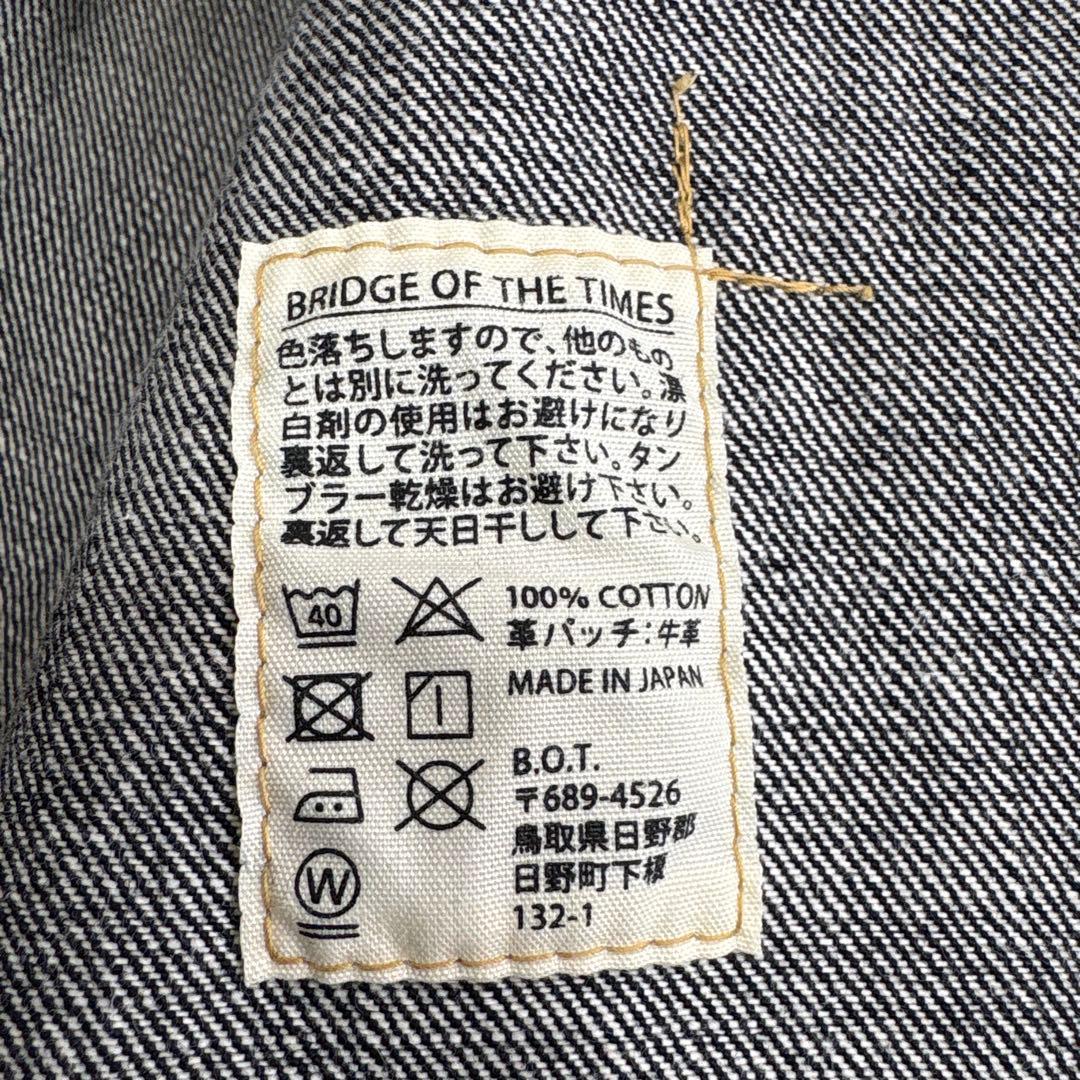 BRIDGE OF THE TIMES
色落ちしますので、他のもの
とは別に洗ってください。漂
白剤の使用はお避けになり
裏返して洗って下さい。タン
ブラー乾燥はお避け下さい。
裏返して天日干しして下さい。
40
100% COTTON
革パッチ:牛革
MADE IN JAPAN
W
B.O.T.
〒689-4526
鳥取県日野郡
日野町下榎
132-1